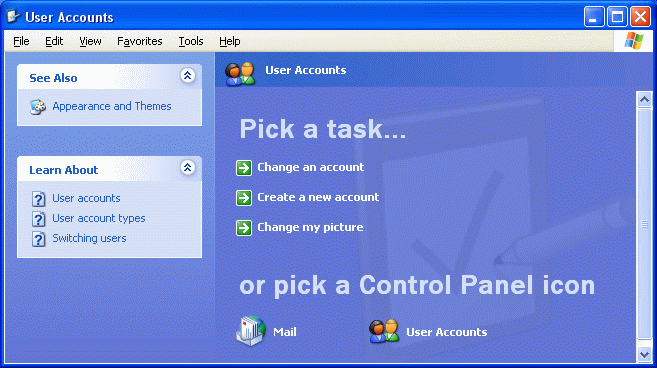 User Accounts
File Edit View Favorites Tools Help
See Also
Appearance and Themes
Learn About
User accounts
User account types
Switching users
User Accounts
Pick a task...
Change an account
Create a new account
Change my picture
or pick a Control Panel icon
Mail User Accounts